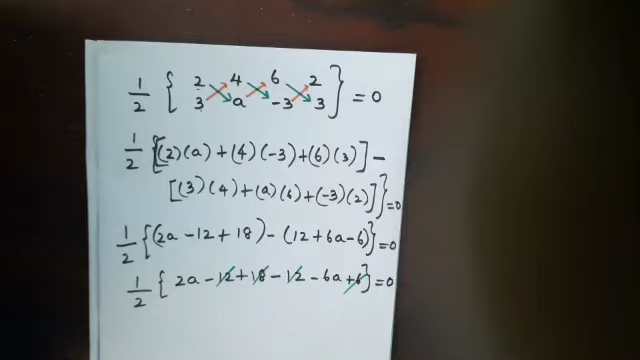 1/2 { 2 4 6 2
3 a -3 3 } = 0
1/2 {[(2)(a) + (4)(-3) + (6)(3)] -
[(3)(4) + (a)(6) + (-3)(2)]} = 0
1/2 {(2a - 12 + 18) - (12 + 6a - 6)} = 0
1/2 { 2a - 12 + 18 - 12 - 6a + 6} = 0